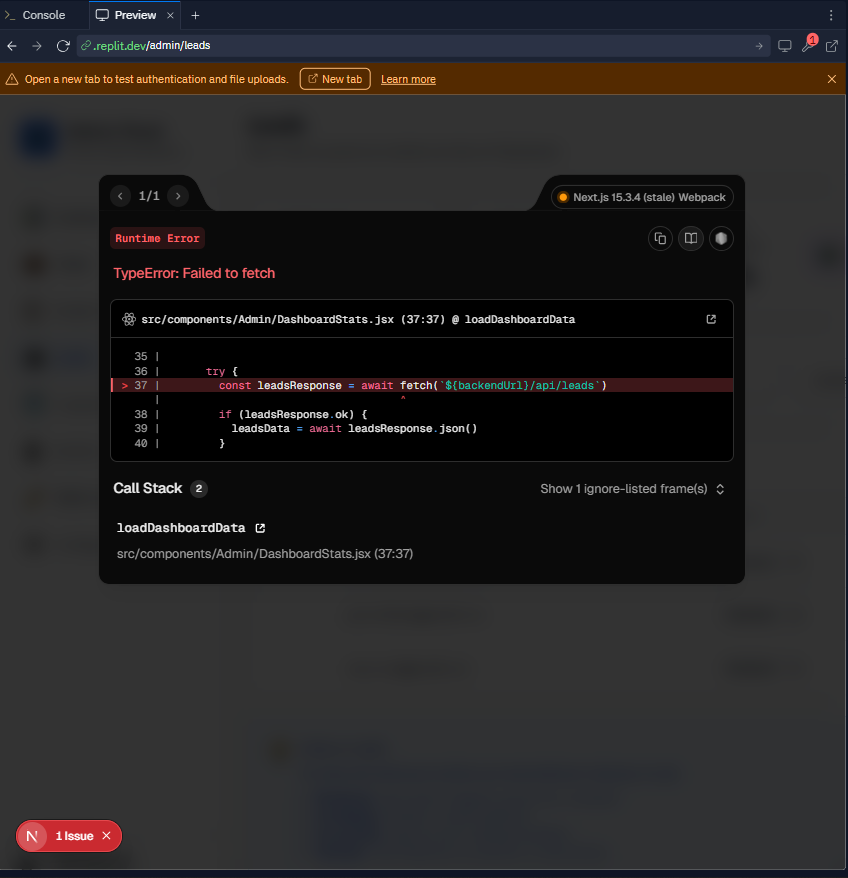 >_ Console
Preview × +
.replit.dev/admin/leads
1
Open a new tab to test authentication and file uploads. New tab Learn more ×
1/1
Next.js 15.3.4 (stale) Webpack
Runtime Error
TypeError: Failed to fetch
src/components/Admin/DashboardStats.jsx (37:37) @ loadDashboardData
35 |
36 | try {
> 37 | const leadsResponse = await fetch(`${backendUrl}/api/leads`)
| ^
38 | if (leadsResponse.ok) {
39 | leadsData = await leadsResponse.json()
40 | }
Call Stack 2
Show 1 ignore-listed frame(s)
loadDashboardData
src/components/Admin/DashboardStats.jsx (37:37)
N 1 Issue ×